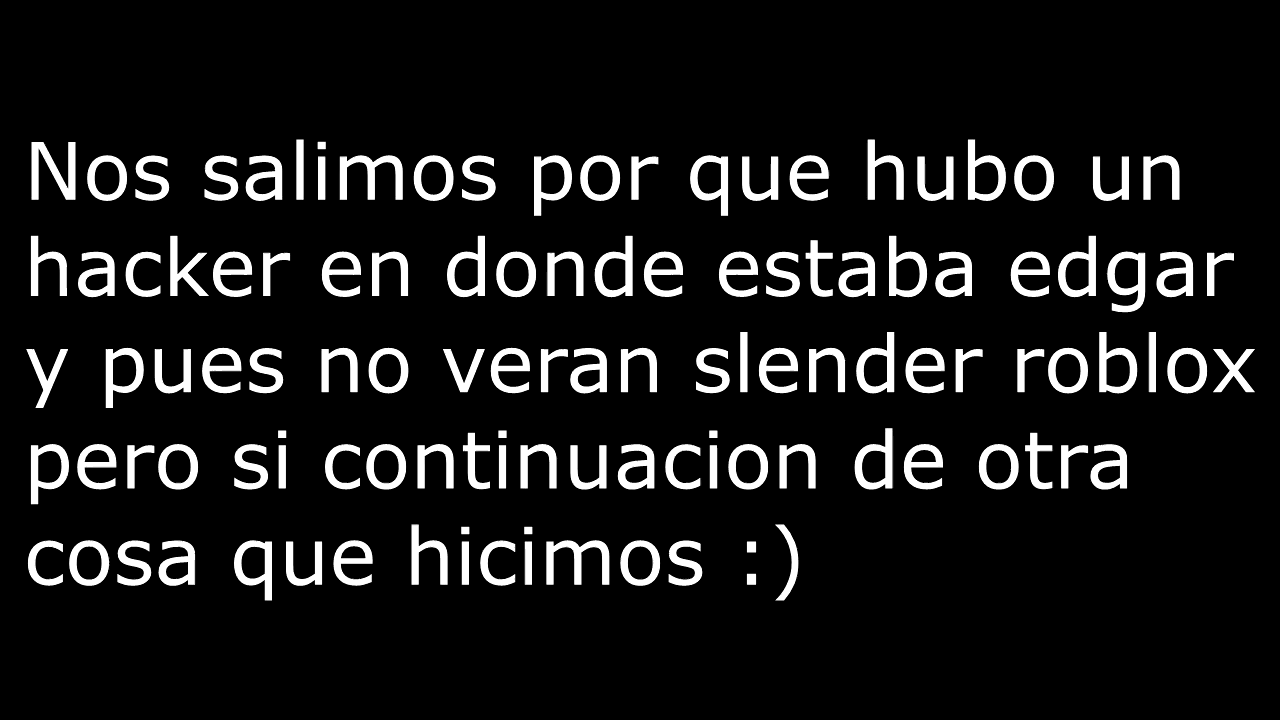 Nos salimos por que hubo un
hacker en donde estaba edgar
y pues no veran slender roblox
pero si continuacion de otra
cosa que hicimos :)